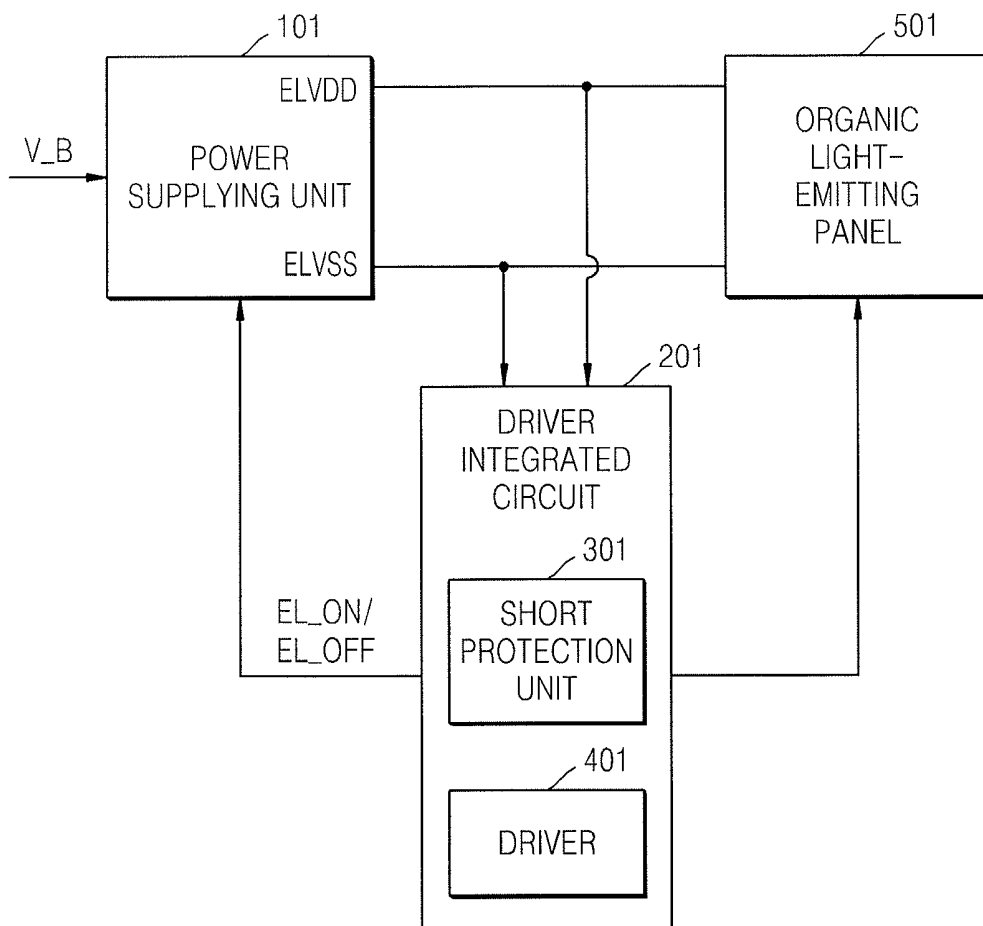 101
501
ELVDD
V_B
POWER
SUPPLYING UNIT
ELVSS
ORGANIC
LIGHT-
EMITTING
PANEL
201
DRIVER
INTEGRATED
CIRCUIT
301
EL_ON/
EL_OFF
SHORT
PROTECTION
UNIT
401
DRIVER